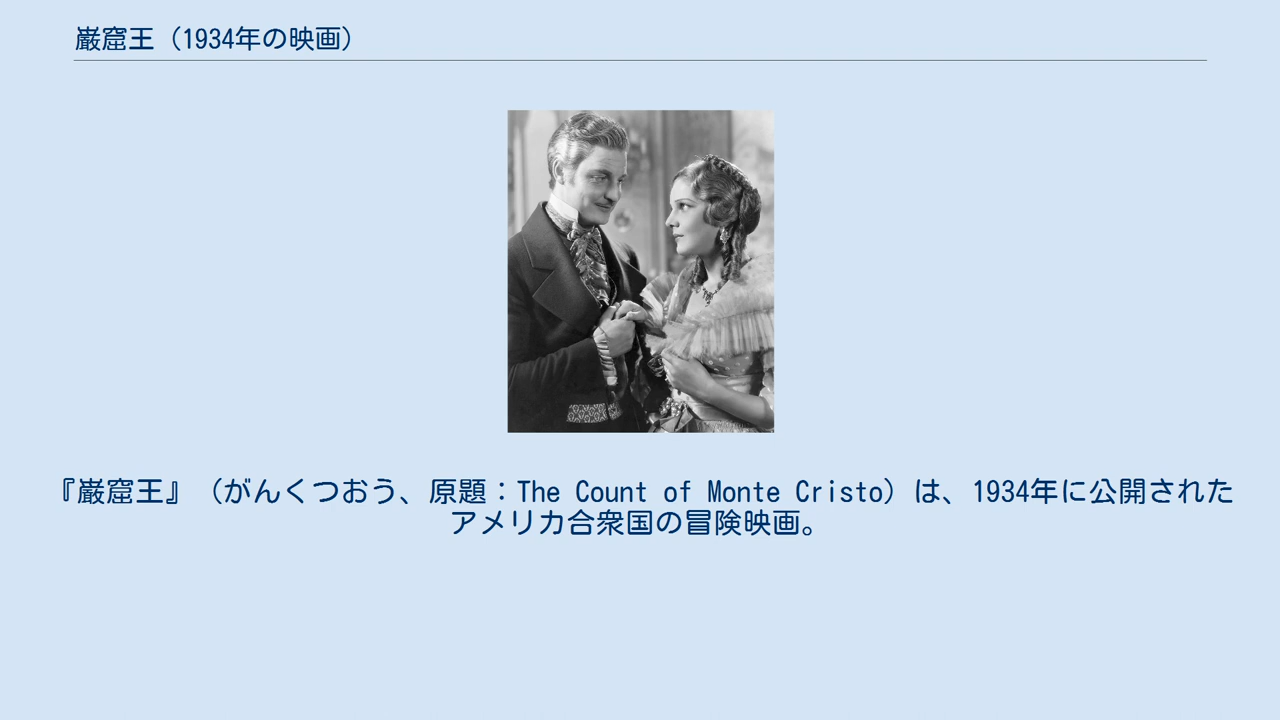 巌窟王（1934年の映画）
『巌窟王』（がんくつおう、原題：The Count of Monte Cristo）は、1934年に公開された
アメリカ合衆国の冒険映画。